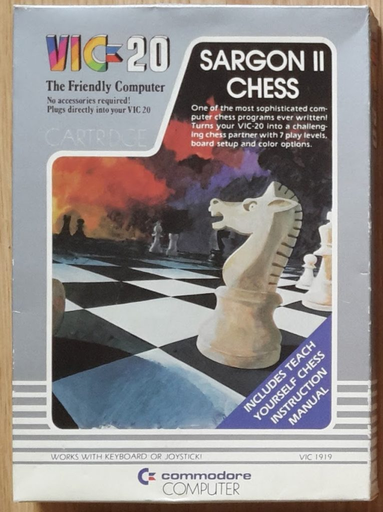 VIC-20
The Friendly Computer
No accessories required!
Plugs directly into your VIC 20
CARTRIDGE
SARGON II
CHESS
One of the most sophisticated com-
puter chess programs ever written!
Turns your VIC-20 into a challeng-
ing chess partner with 7 play levels,
board setup and color options.
INCLUDES TEACH
YOURSELF CHESS
INSTRUCTION
MANUAL
WORKS WITH KEYBOARD OR JOYSTICK!
VIC 1919
commodore
COMPUTER